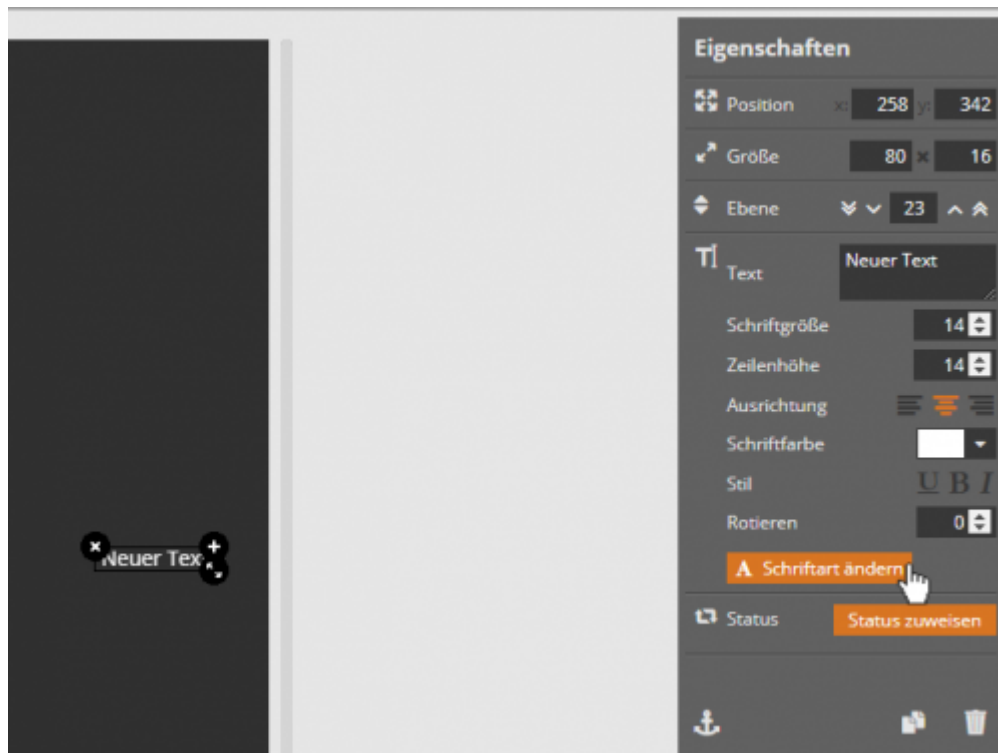 Eigenschaften
Position x: 258 y: 342
Größe 80 × 16
Ebene 23
T Text Neuer Text
Schriftgröße 14
Zeilenhöhe 14
Ausrichtung
Schriftfarbe
Stil U B I
Rotieren 0
A Schriftart ändern
Status Status zuweisen
Neuer Tex